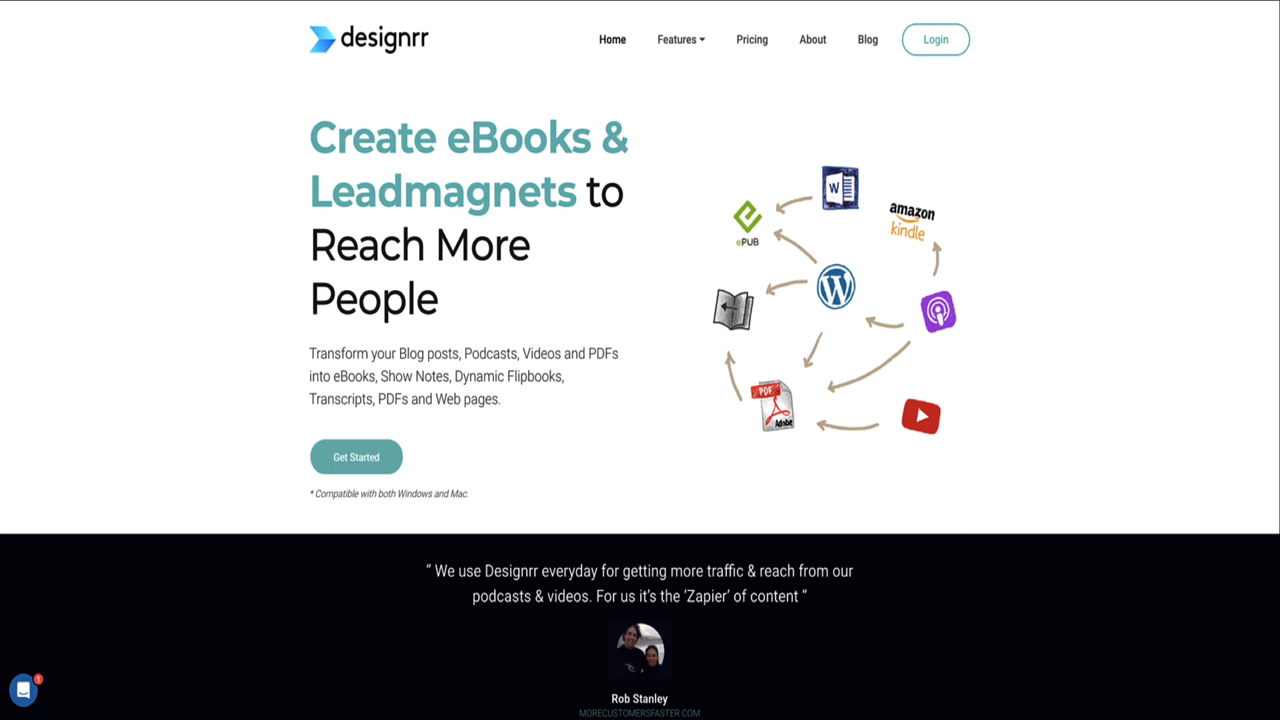 designrr
Home
Features
Pricing
About
Blog
Login
Create eBooks &
Leadmagnets to
Reach More
People
Transform your Blog posts, Podcasts, Videos and PDFs
into eBooks, Show Notes, Dynamic Flipbooks,
Transcripts, PDFs and Web pages.
Get Started
* Compatible with both Windows and Mac.
W
ePUB
amazon
kindle
W
PDF
Adobe
“ We use Designrr everyday for getting more traffic & reach from our
podcasts & videos. For us it’s the ‘Zapier’ of content “
Rob Stanley
MORECUSTOMERSFASTER.COM
1